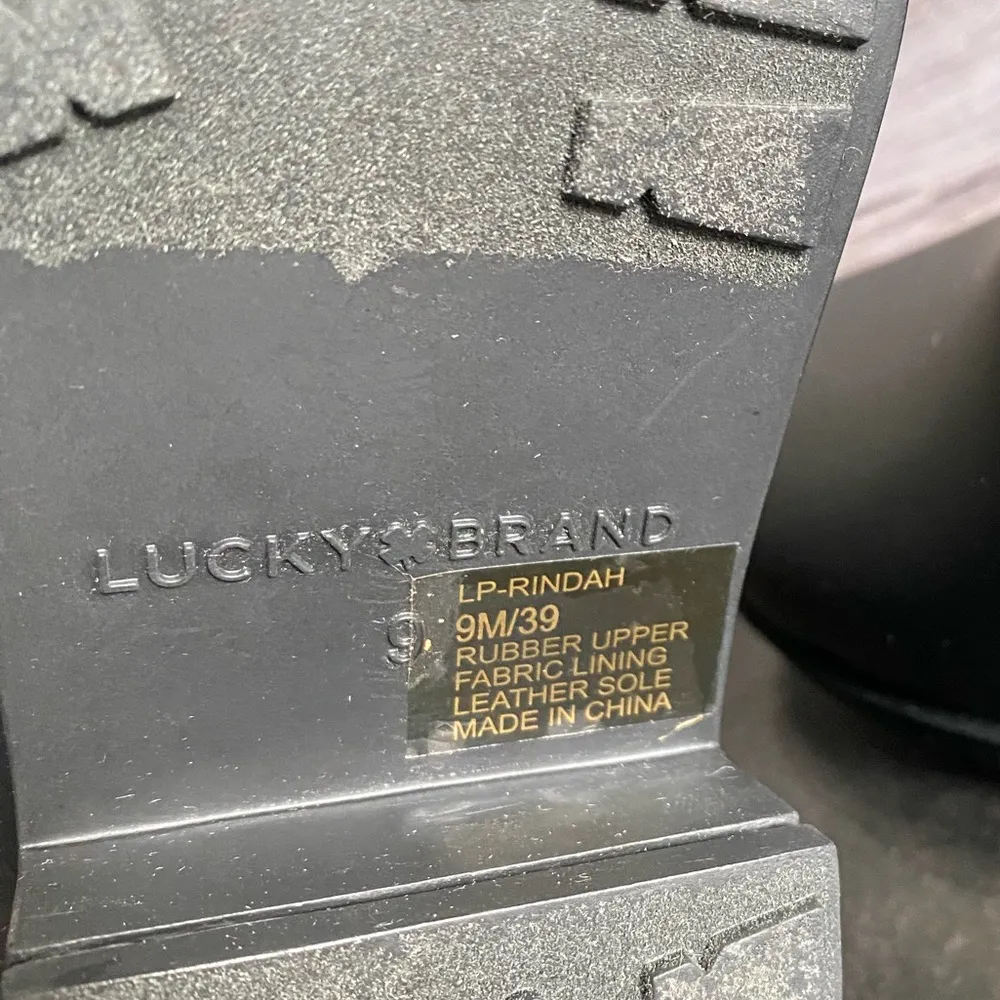 LUCKY BRAND
9
LP-RINDAH
9M/39
RUBBER UPPER
FABRIC LINING
LEATHER SOLE
MADE IN CHINA